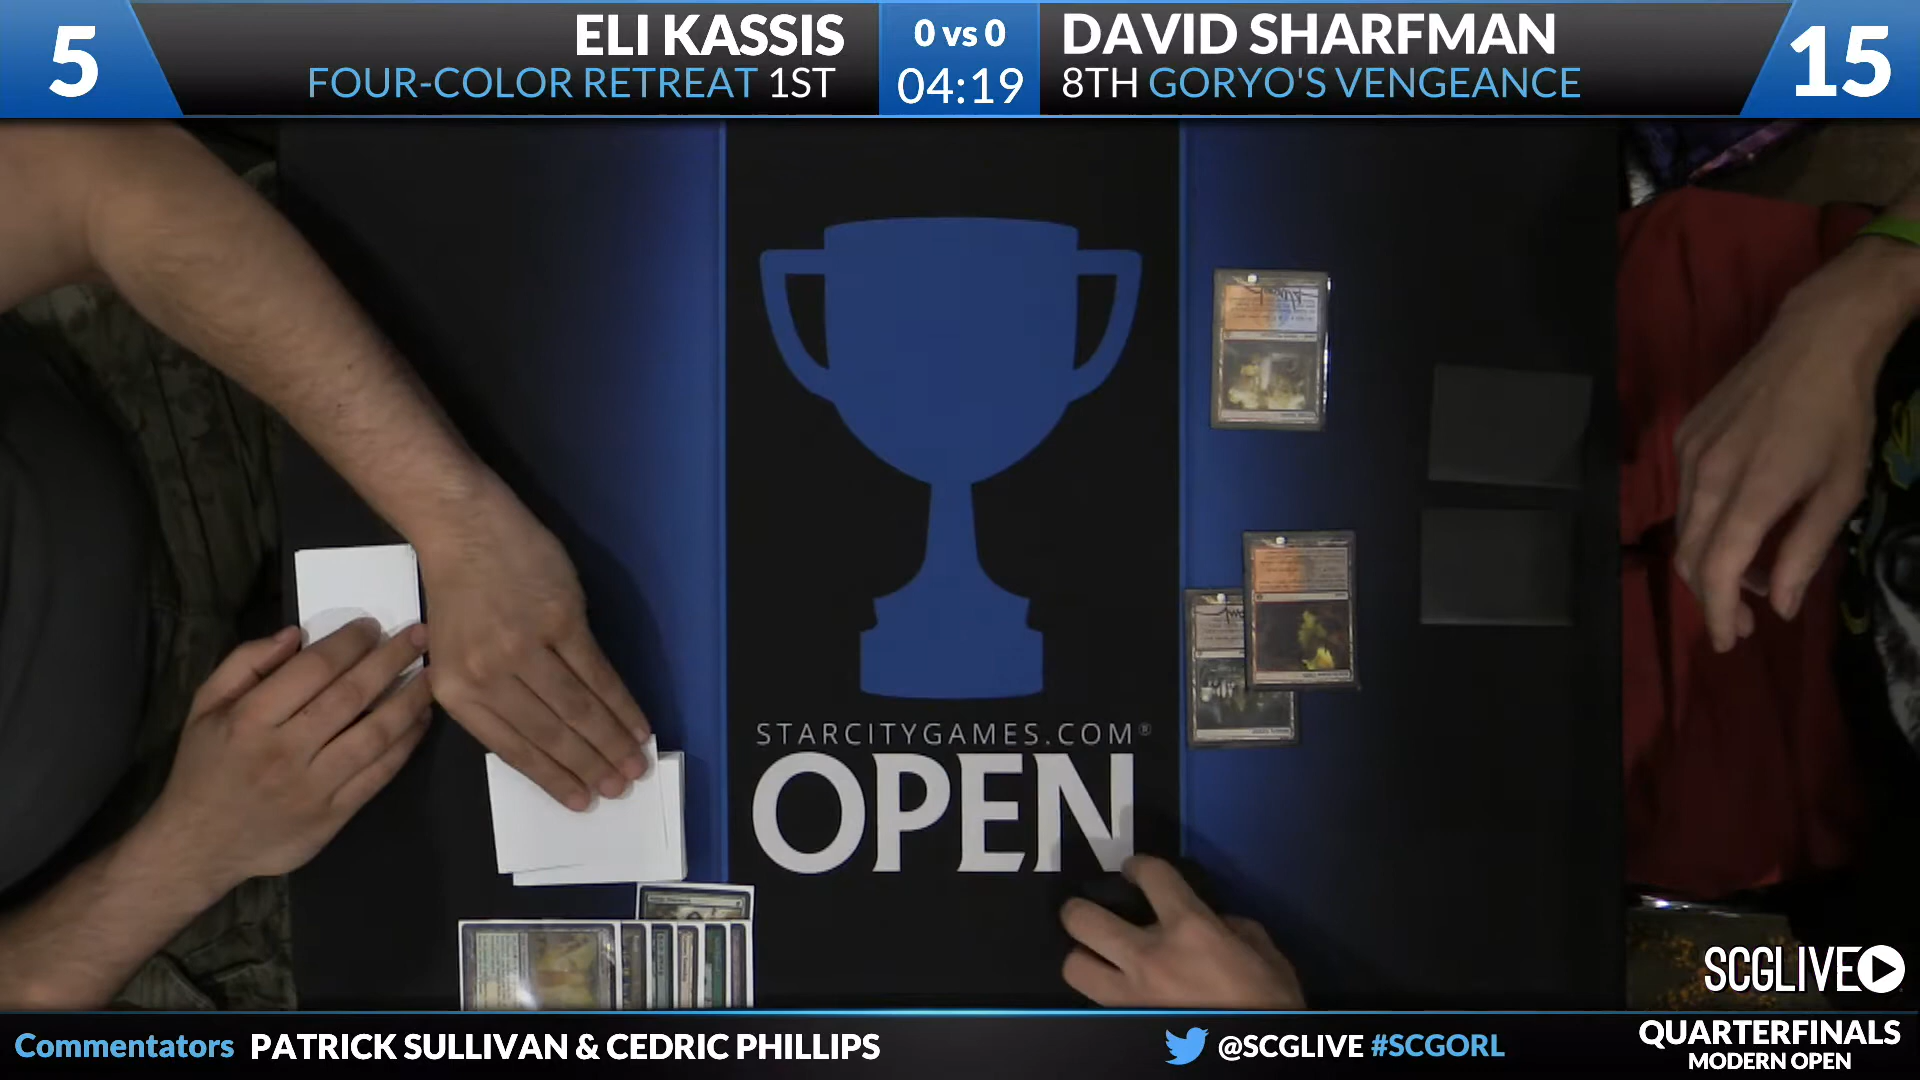 5
ELI KASSIS
FOUR-COLOR RETREAT 1ST
0 vs 0
04:19
DAVID SHARFMAN
8TH GORYO'S VENGEANCE
15
STARCITYGAMES.COM®
OPEN
SCGLIVE
Commentators PATRICK SULLIVAN & CEDRIC PHILLIPS
@SCGLIVE #SCGORL
QUARTERFINALS
MODERN OPEN